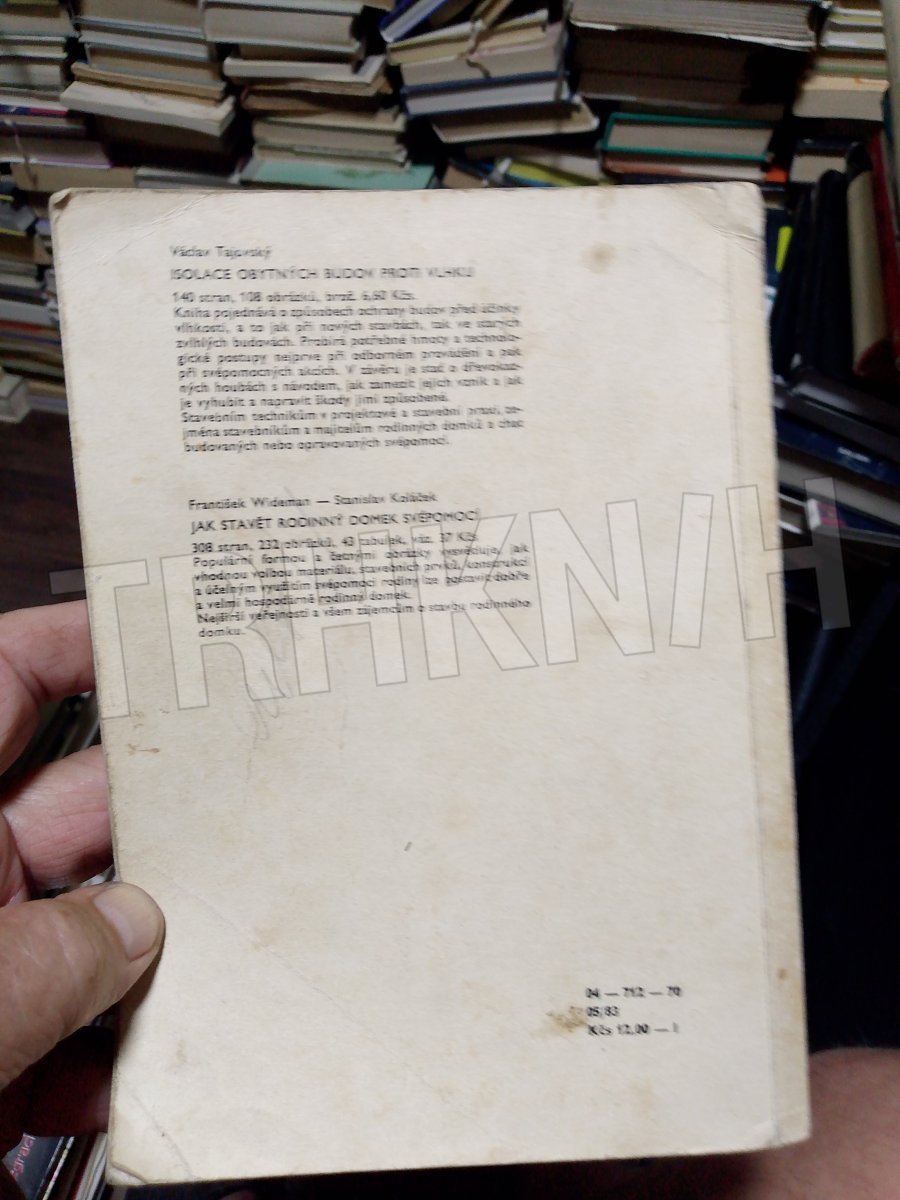 Václav Tajovský
ISOLACE OBYTNÝCH BUDOV PROTI VLHKU
140 stran, 108 obrázků, brož. 6,60 Kčs.
Kniha pojednává o způsobech ochrany budov před účinky
vlhkosti, a to jak při nových stavbách, tak ve starých
zvlhlých budovách. Probírá potřebné hmoty a technolo-
gické postupy nejprve při odborném provádění a pak
při svépomocných akcích. V závěru je stať o dřevokaz-
ných houbách s návodem, jak zamezit jejich vznik a jak
je vyhubit a napravit škody jimi způsobené.
Stavebním technikům v projektové a stavební praxi, ze-
jména stavebníkům a majitelům rodinných domků a chat
budovaných nebo opravovaných svépomocí.
František Wideman — Stanislav Koláček
JAK STAVĚT RODINNÝ DOMEK SVÉPOMOCÍ
308 stran, 232 obrázků, 43 tabulek, váz. 37 Kčs
Populární formou a četnými obrázky vysvětluje, jak
vhodnou volbou materiálu, stavebních prvků, konstrukcí
a účelným využitím svépomoci rodiny lze postavit dobře
a velmi hospodárně rodinný domek.
Nejširší veřejnosti a všem zájemcům o stavbu rodinného
domku.
TRHKNIH
04 — 712 — 70
05/83
Kčs 12,00 — I